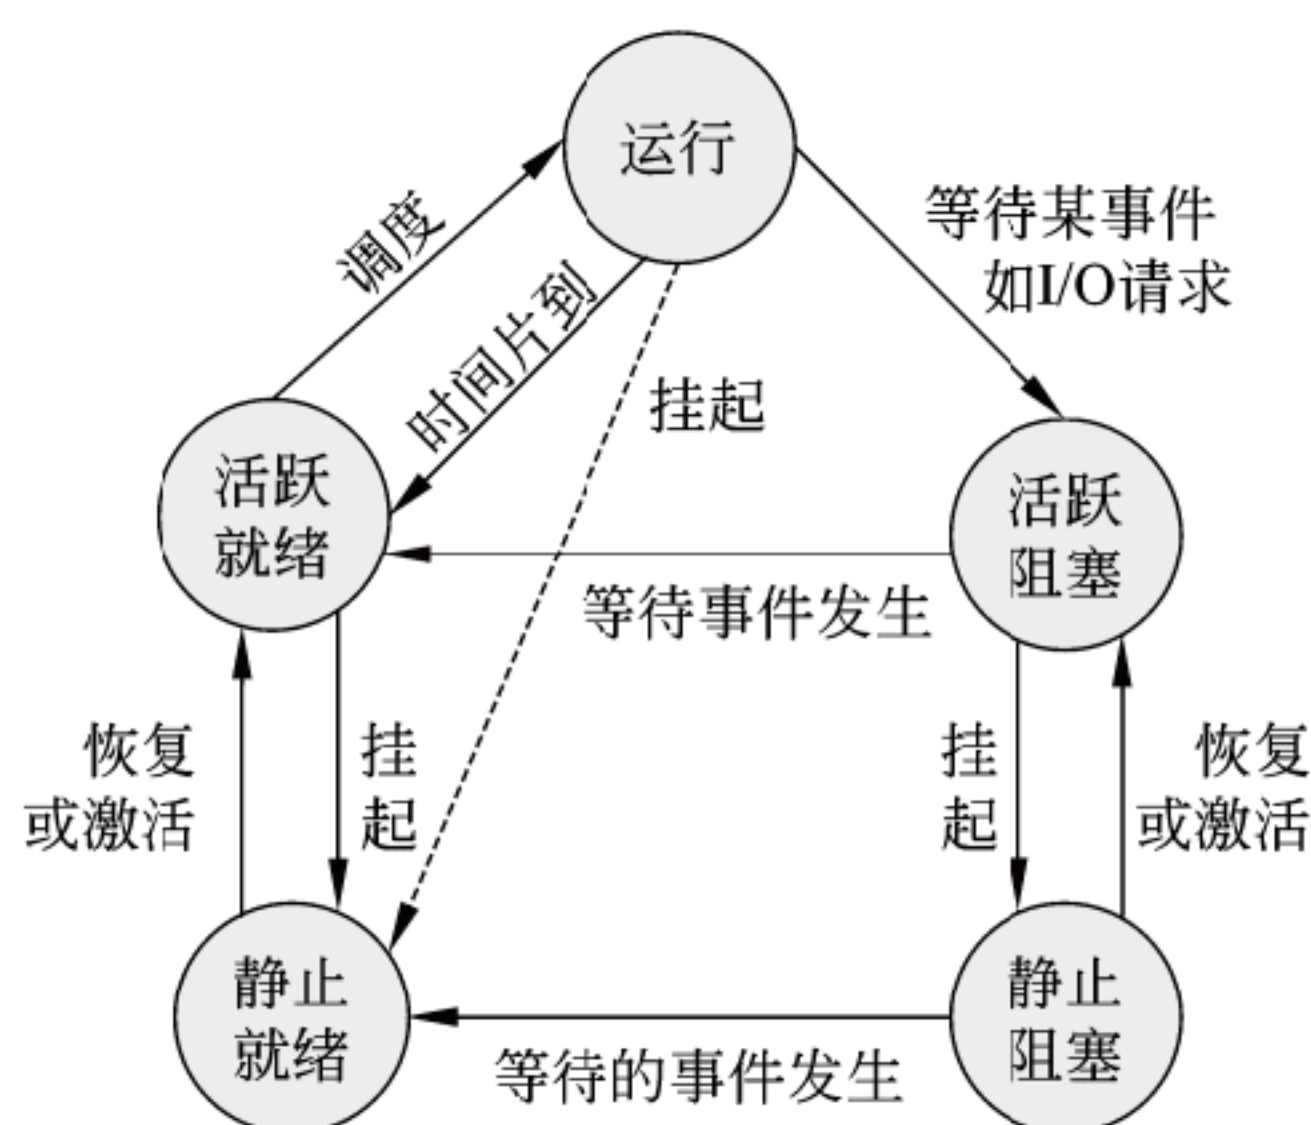 运行
等待某事件
如I/O请求
调度
时间片到
挂起
活跃
就绪
活跃
阻塞
等待事件发生
恢复
或激活
挂
起
挂
起
恢复
或激活
静止
就绪
静止
阻塞
等待的事件发生